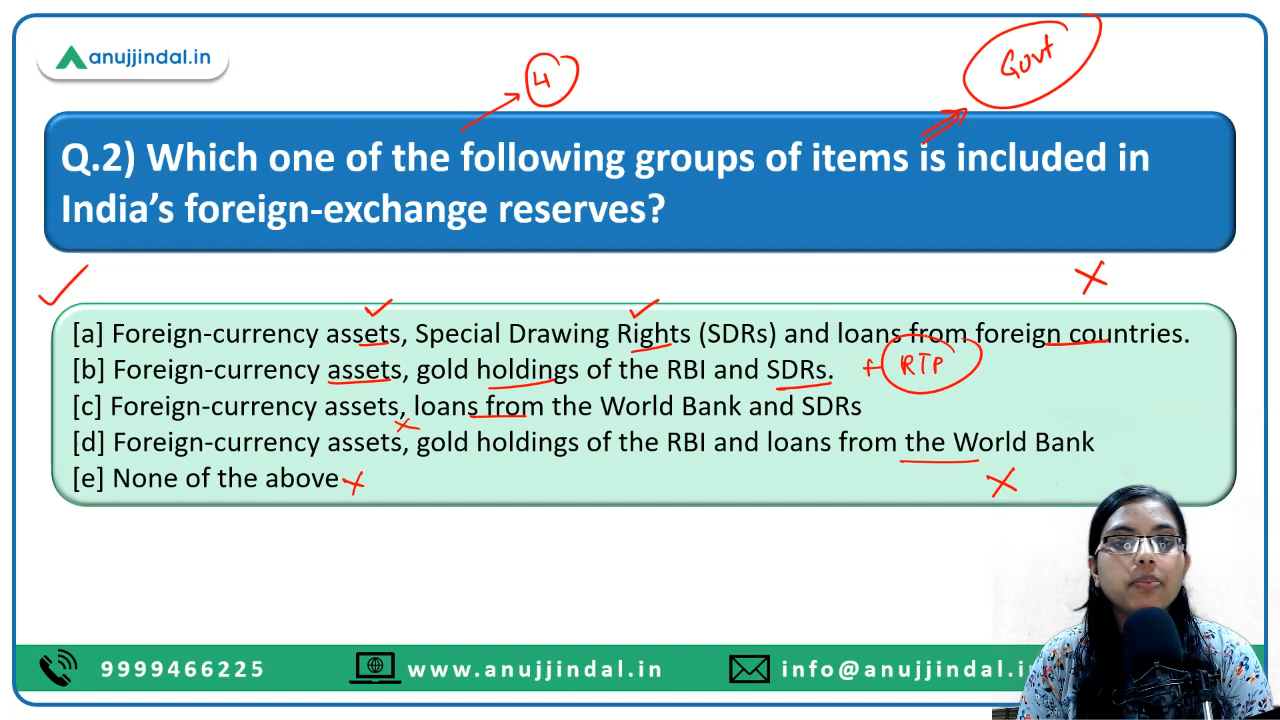 anujjindal.in
4
Govt
Q.2) Which one of the following groups of items is included in
India’s foreign-exchange reserves?
[a] Foreign-currency assets, Special Drawing Rights (SDRs) and loans from foreign countries.
[b] Foreign-currency assets, gold holdings of the RBI and SDRs. + RTP
[c] Foreign-currency assets, loans from the World Bank and SDRs
[d] Foreign-currency assets, gold holdings of the RBI and loans from the World Bank
[e] None of the above
9999466225 www.anujjindal.in info@anujjindal.i